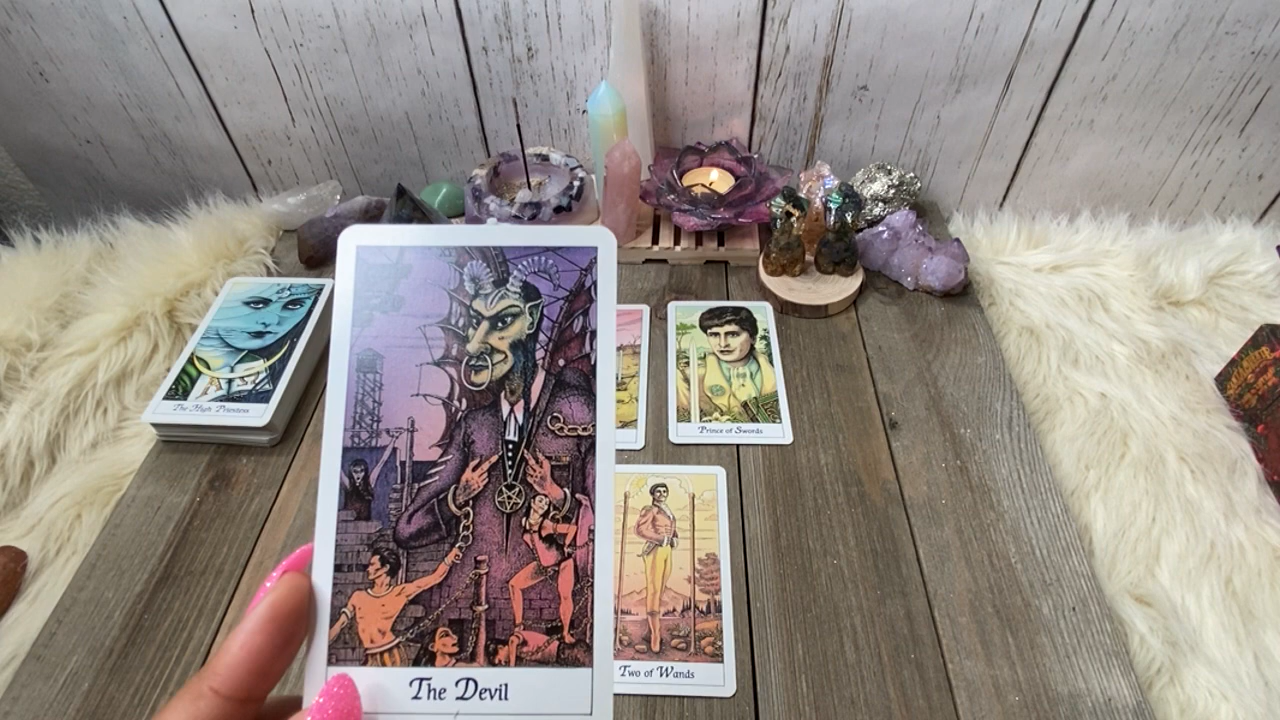 The High Priestess
Prince of Swords
Two of Wands
The Devil